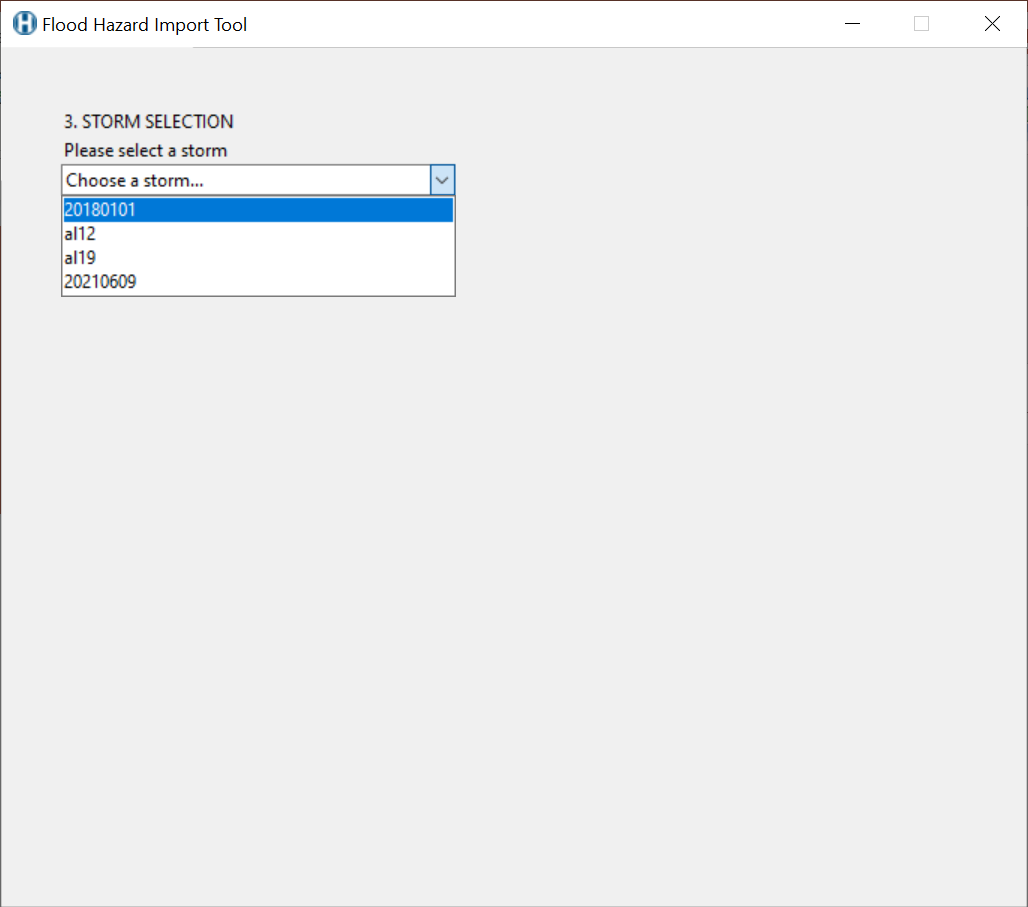 Flood Hazard Import Tool
3. STORM SELECTION
Please select a storm
Choose a storm...
20180101
al12
al19
20210609